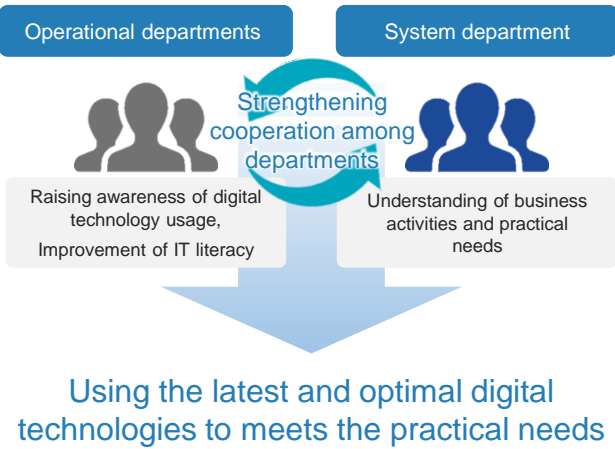 Operational departments
System department
Strengthening
cooperation among
departments
Raising awareness of digital
technology usage,
Improvement of IT literacy
Understanding of business
activities and practical
needs
Using the latest and optimal digital
technologies to meets the practical needs